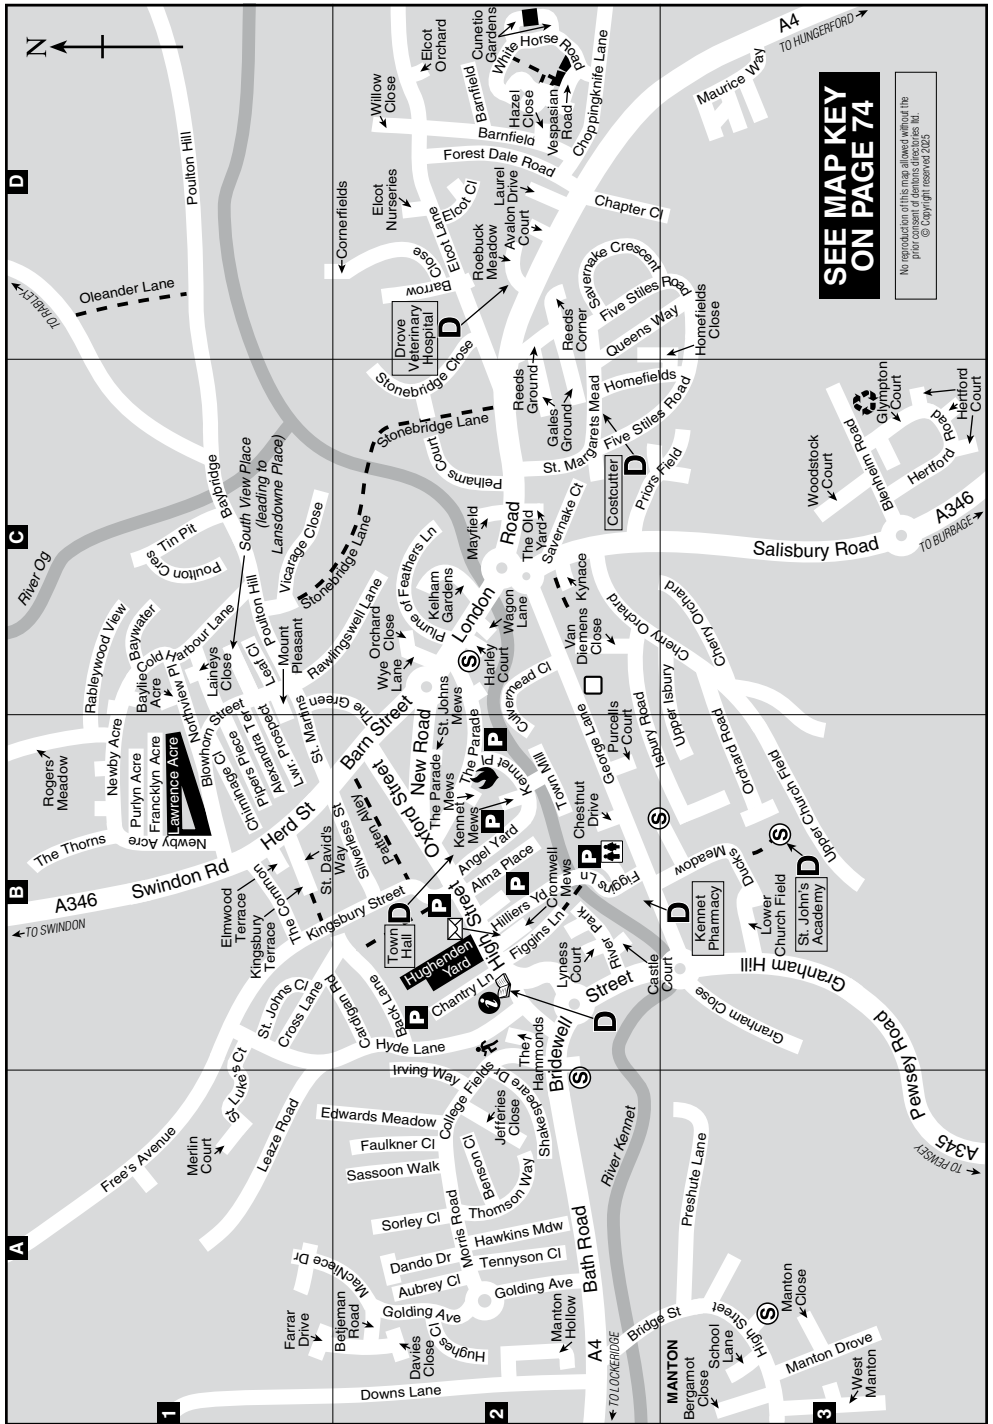 N
1
2
3
A
B
C
D
SEE MAP KEY
ON PAGE 74
No reproduction of this map allowed without the
prior consent of dentons directories ltd.
© Copyright reserved 2025
A4
TO HUNGERFORD
Maurice Way
Cunetio
Gardens
White Horse Road
Choppingknife Lane
Elcot
Orchard
Willow
Close
Barnfield
Barnfield
Hazel
Close
Vespasian
Road
Forest Dale Road
Chapter Cl
Laurel
Drive
Avalon
Court
Roebuck
Meadow
Elcot Cl
Elcot Lane
Elcot
Nurseries
Cornerfields
Barrow
Close
Poulton Hill
Oleander Lane
TO RABLEY
Savernake Crescent
Five Stiles Road
Queens Way
Homefields
Close
Reeds
Corner
Drove
Veterinary
Hospital
D
Stonebridge Close
Reeds
Ground
Gales
Ground
Homefields
St. Margarets Mead
Five Stiles Road
Costcutter
D
Priors Field
Stonebridge Lane
Pelhams Court
Glympton
Court
Hertford
Court
Hertford Road
Blenheim Road
Woodstock
Court
A346
TO BURBAGE
Salisbury Road
Savernake Ct
The Old
Yard
Mayfield
London Road
Wagon
Lane
Kynace
Van
Diemens
Close
Cherry Orchard
Cherry Orchard
Kelham
Gardens
Plume of Feathers Ln
Harley
Court
S
Orchard
Close
Wye
Lane
Rawlingswell Lane
Stonebridge Lane
Vicarage Close
South View Place
(leading to
Lansdowne Place)
Baybridge
Tin Pit
Poulton Cres
River Og
Poulton Hill
Mount
Pleasant
Leaf Cl
Cold Harbour Lane
Laineys
Close
Baylie
Acre
Northview Pl
Baywater
Rableywood View
Rogers
Meadow
Newby Acre
Purlyn Acre
Francklyn Acre
Lawrence Acre
Newby Acre
The Thorns
Blowhorn Street
Chiminage Cl
Pipers Piece
Alexandra Ter
Lwr. Prospect
St. Martins
The Green
Barn Street
Herd St
Swindon Rd
A346
TO SWINDON
Elmwood
Terrace
The Common
Kingsbury
Terrace
St. David's
Way
Silverless St
Patten Alley
Kingsbury Street
Oxford Street
New Road
St. Johns
Mews
The Parade
The Parade
Mews
Kennet
Mews
Kennet Pl
P
P
Culvermead Cl
Town Mill
George Lane
Purcells
Court
Isbury Road
Upper Isbury
Orchard Road
Upper Church Field
Chestnut
Drive
P
Angel Yard
Alma Place
P
P
Hilliers Yd
Cromwell
Mews
Figgins Ln
Figgins Ln
High Street
Town
Hall
D
Hughenden
Yard
Chantry Ln
P
i
D
Back Lane
Hyde Lane
Cardigan Rd
Cross Lane
St. Johns Cl
St. Luke's Ct
Merlin
Court
Free's Avenue
Leaze Road
Lyness
Court
River Park
Castle
Court
Bridewell Street
The
Hammonds
S
S
Ducks Meadow
S
D
St. John's
Academy
Lower
Church Field
D
Kennet
Pharmacy
Granham Hill
Granham Close
Pewsey Road
A345
TO PEWSEY
Irving Way
College Fields
Shakespeare Dr
Jefferies
Close
Edwards Meadow
Faulkner Cl
Sassoon Walk
Benson Cl
Thomson Way
Sorley Cl
Morris Road
Hawkins Mdw
Tennyson Cl
Dando Dr
Aubrey Cl
Golding Ave
Golding Ave
MacNiece Dr
Farrar
Drive
Betjeman
Road
Davies
Close
Hughes Cl
Manton
Hollow
Downs Lane
Bath Road
A4
TO LOCKERIDGE
River Kennet
Preshute Lane
Bridge St
High Street
High Street
S
MANTON
Bergamot
Close
School
Lane
Manton
Close
Manton Drove
West
Manton